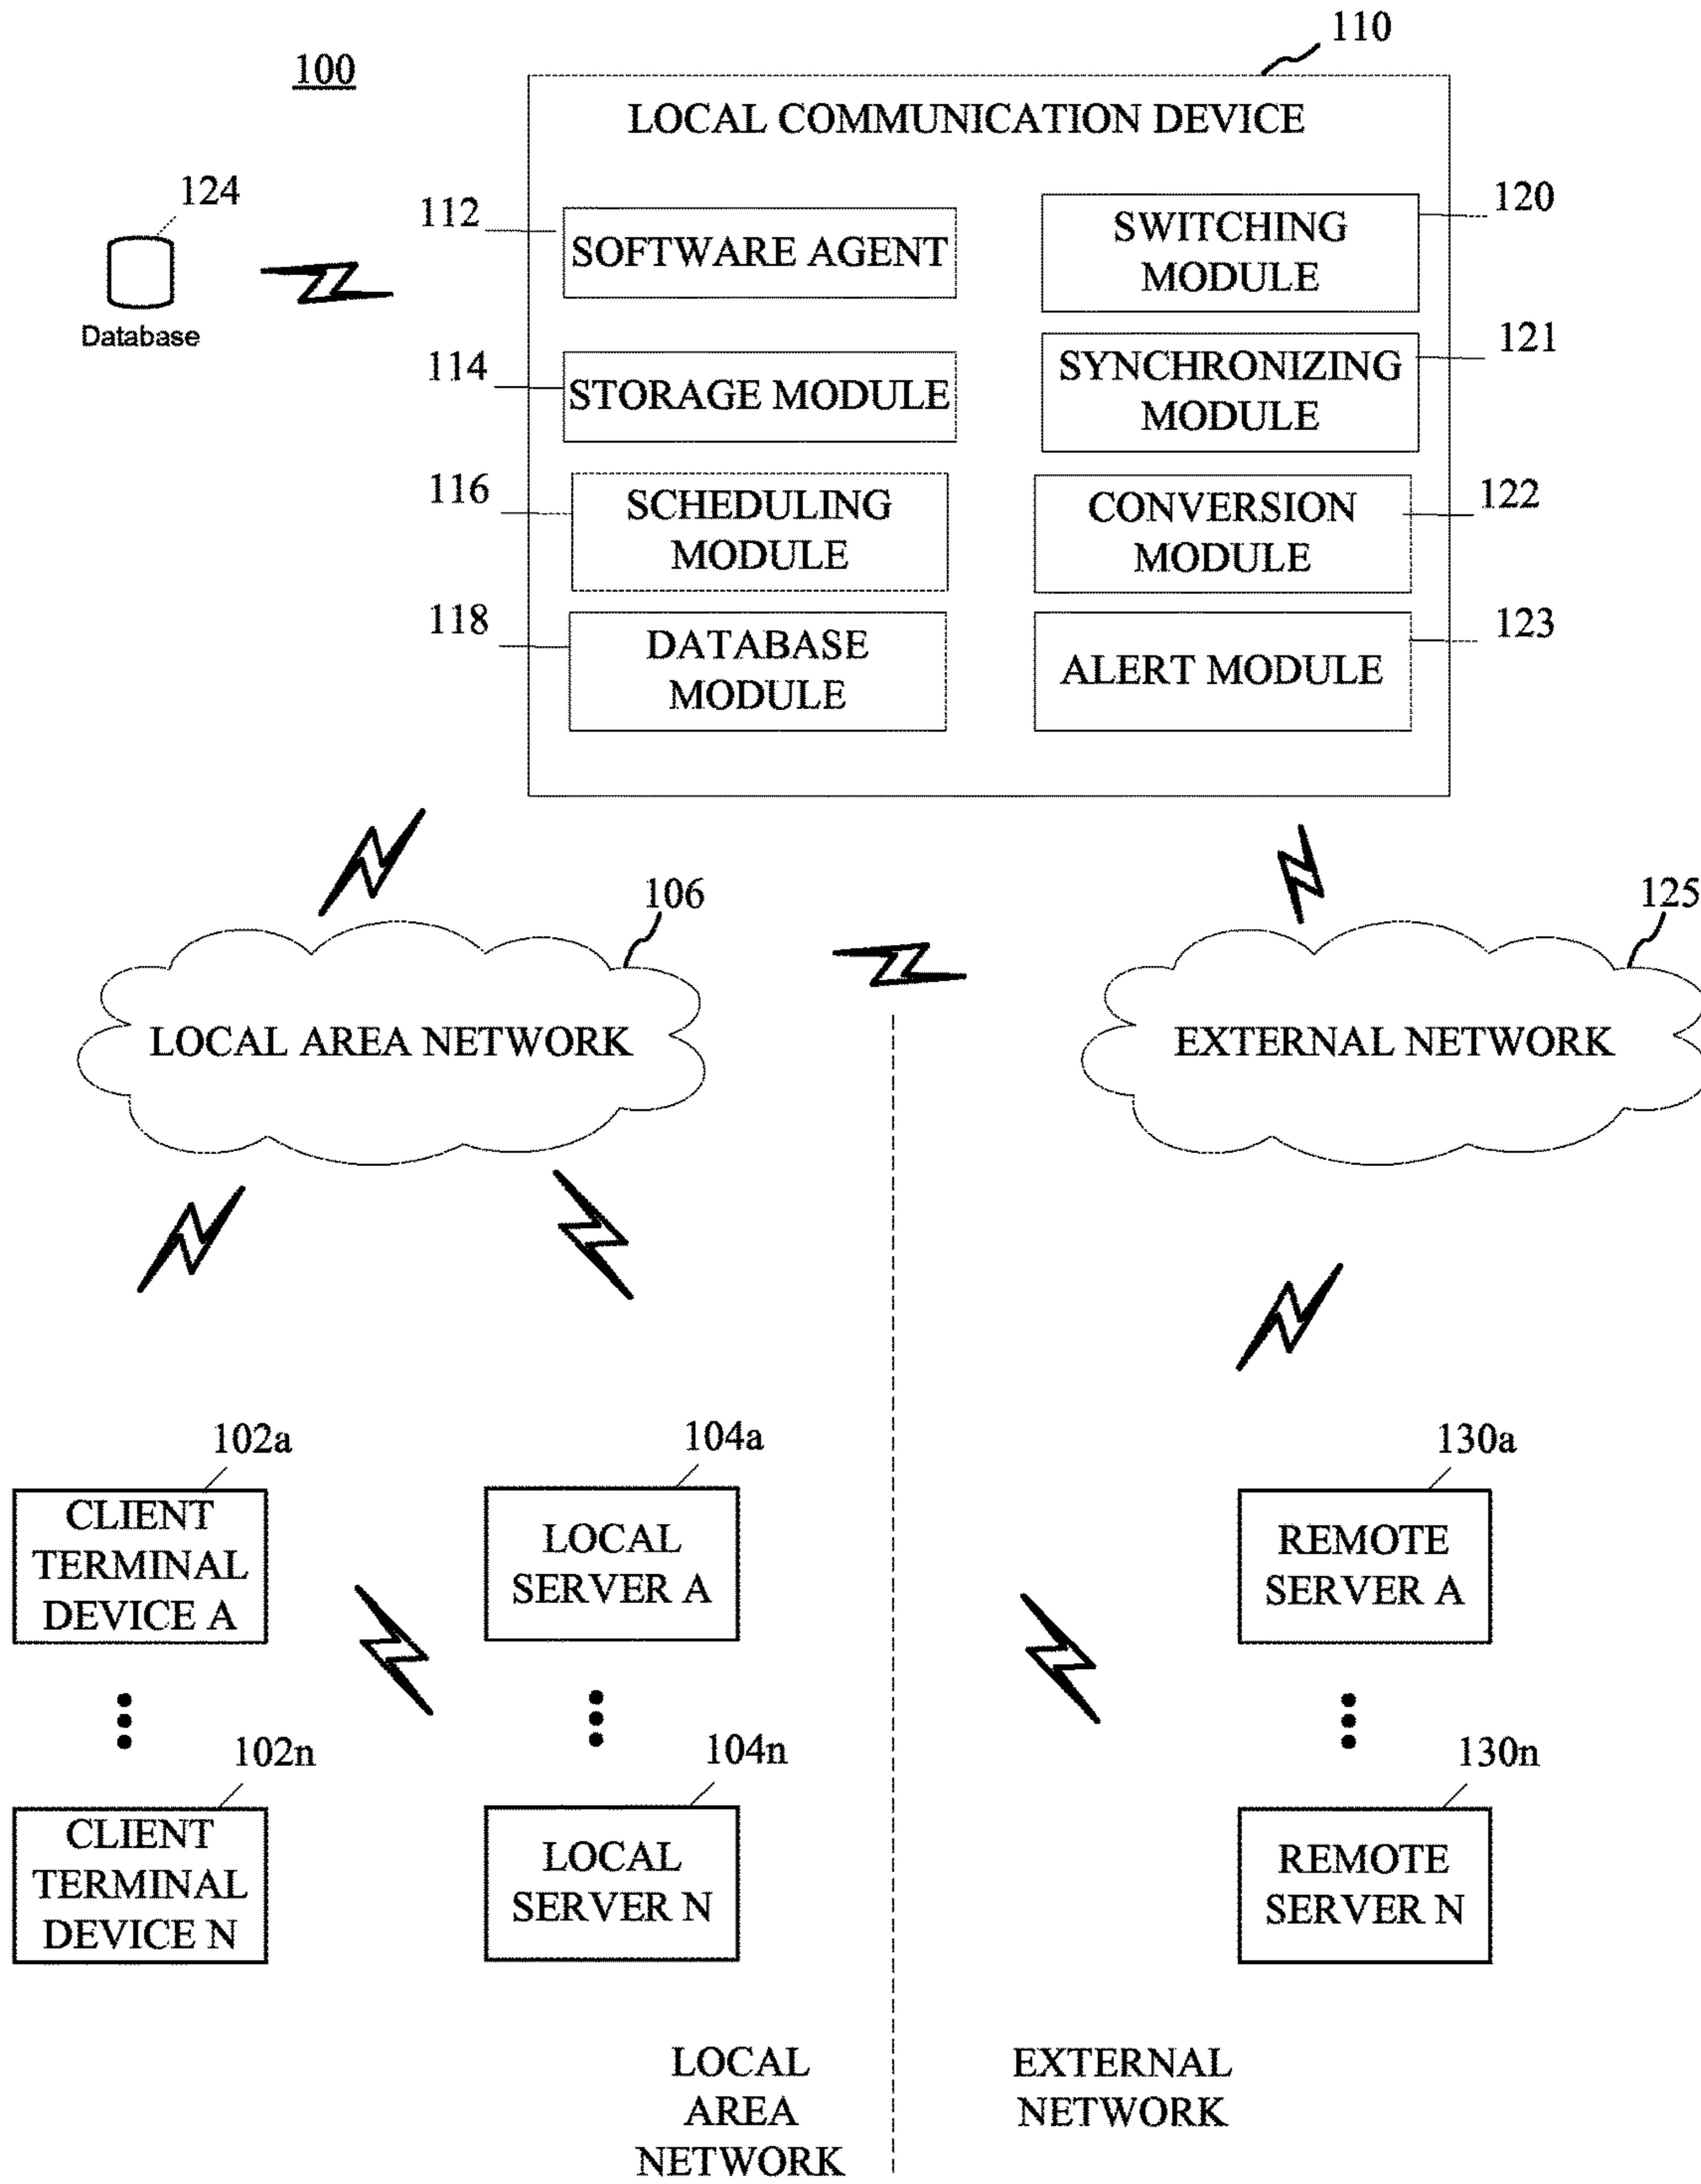 100
110
LOCAL COMMUNICATION DEVICE
124
Database
112
SOFTWARE AGENT
120
SWITCHING
MODULE
114
STORAGE MODULE
121
SYNCHRONIZING
MODULE
116
SCHEDULING
MODULE
122
CONVERSION
MODULE
118
DATABASE
MODULE
123
ALERT MODULE
106
LOCAL AREA NETWORK
125
EXTERNAL NETWORK
102a
CLIENT
TERMINAL
DEVICE A
104a
LOCAL
SERVER A
130a
REMOTE
SERVER A
102n
CLIENT
TERMINAL
DEVICE N
104n
LOCAL
SERVER N
130n
REMOTE
SERVER N
LOCAL
AREA
NETWORK
EXTERNAL
NETWORK